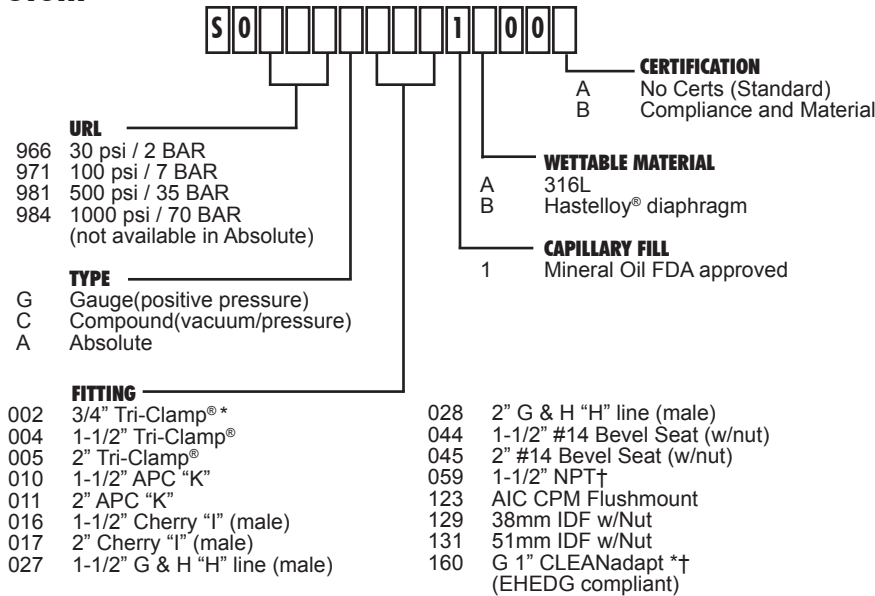 S 0 1 0 0
CERTIFICATION
A No Certs (Standard)
B Compliance and Material
URL
966 30 psi / 2 BAR
971 100 psi / 7 BAR
981 500 psi / 35 BAR
984 1000 psi / 70 BAR
(not available in Absolute)
WETTABLE MATERIAL
A 316L
B Hastelloy® diaphragm
CAPILLARY FILL
1 Mineral Oil FDA approved
TYPE
G Gauge(positive pressure)
C Compound(vacuum/pressure)
A Absolute
FITTING
002 3/4” Tri-Clamp® *
004 1-1/2” Tri-Clamp®
005 2” Tri-Clamp®
010 1-1/2” APC “K”
011 2” APC “K”
016 1-1/2” Cherry “I” (male)
017 2” Cherry “I” (male)
027 1-1/2” G & H “H” line (male)
028 2” G & H “H” line (male)
044 1-1/2” #14 Bevel Seat (w/nut)
045 2” #14 Bevel Seat (w/nut)
059 1-1/2” NPT†
123 AIC CPM Flushmount
129 38mm IDF w/Nut
131 51mm IDF w/Nut
160 G 1” CLEANadapt *†
(EHEDG compliant)